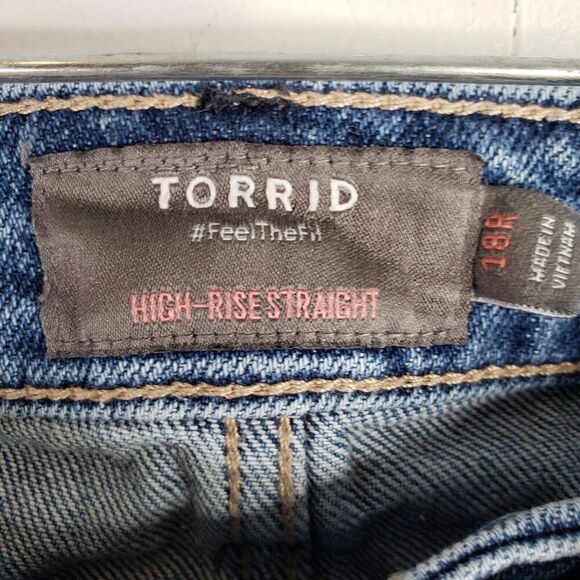 TORRID
#FeelTheFit
HIGH-RISE STRAIGHT
18R
MADE IN
VIETNAM